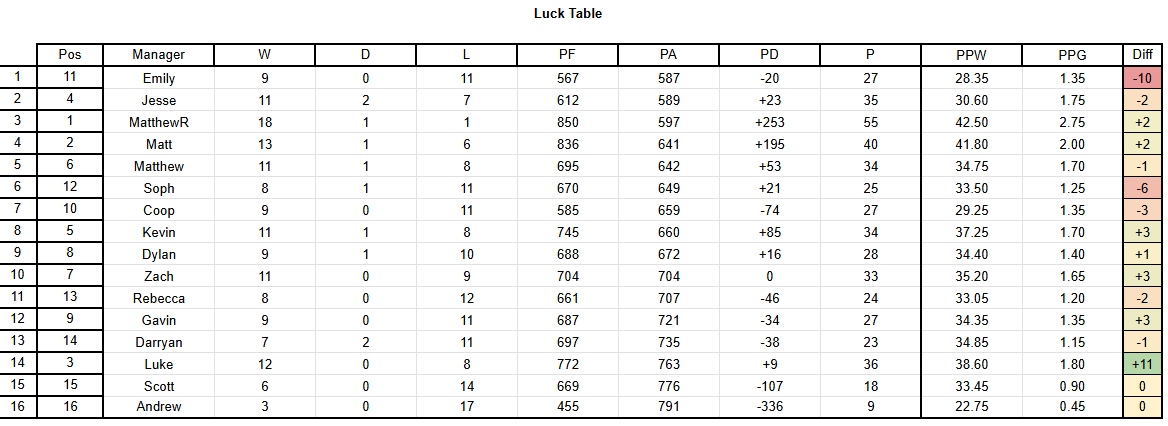 Luck Table
Pos Manager W D L PF PA PD P PPW PPG Diff
1 11 Emily 9 0 11 567 587 -20 27 28.35 1.35 -10
2 4 Jesse 11 2 7 612 589 +23 35 30.60 1.75 -2
3 1 MatthewR 18 1 1 850 597 +253 55 42.50 2.75 +2
4 2 Matt 13 1 6 836 641 +195 40 41.80 2.00 +2
5 6 Matthew 11 1 8 695 642 +53 34 34.75 1.70 -1
6 12 Soph 8 1 11 670 649 +21 25 33.50 1.25 -6
7 10 Coop 9 0 11 585 659 -74 27 29.25 1.35 -3
8 5 Kevin 11 1 8 745 660 +85 34 37.25 1.70 +3
9 8 Dylan 9 1 10 688 672 +16 28 34.40 1.40 +1
10 7 Zach 11 0 9 704 704 0 33 35.20 1.65 +3
11 13 Rebecca 8 0 12 661 707 -46 24 33.05 1.20 -2
12 9 Gavin 9 0 11 687 721 -34 27 34.35 1.35 +3
13 14 Darryan 7 2 11 697 735 -38 23 34.85 1.15 -1
14 3 Luke 12 0 8 772 763 +9 36 38.60 1.80 +11
15 15 Scott 6 0 14 669 776 -107 18 33.45 0.90 0
16 16 Andrew 3 0 17 455 791 -336 9 22.75 0.45 0